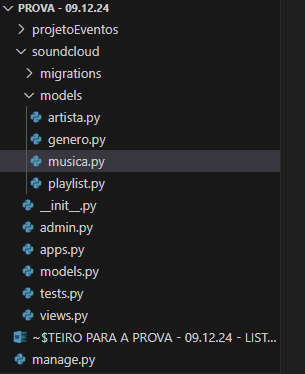 PROVA - 09.12.24
projetoEventos
soundcloud
migrations
models
artista.py
genero.py
musica.py
playlist.py
__init__.py
admin.py
apps.py
models.py
tests.py
views.py
~$TEIRO PARA A PROVA - 09.12.24 - LIST...
manage.py